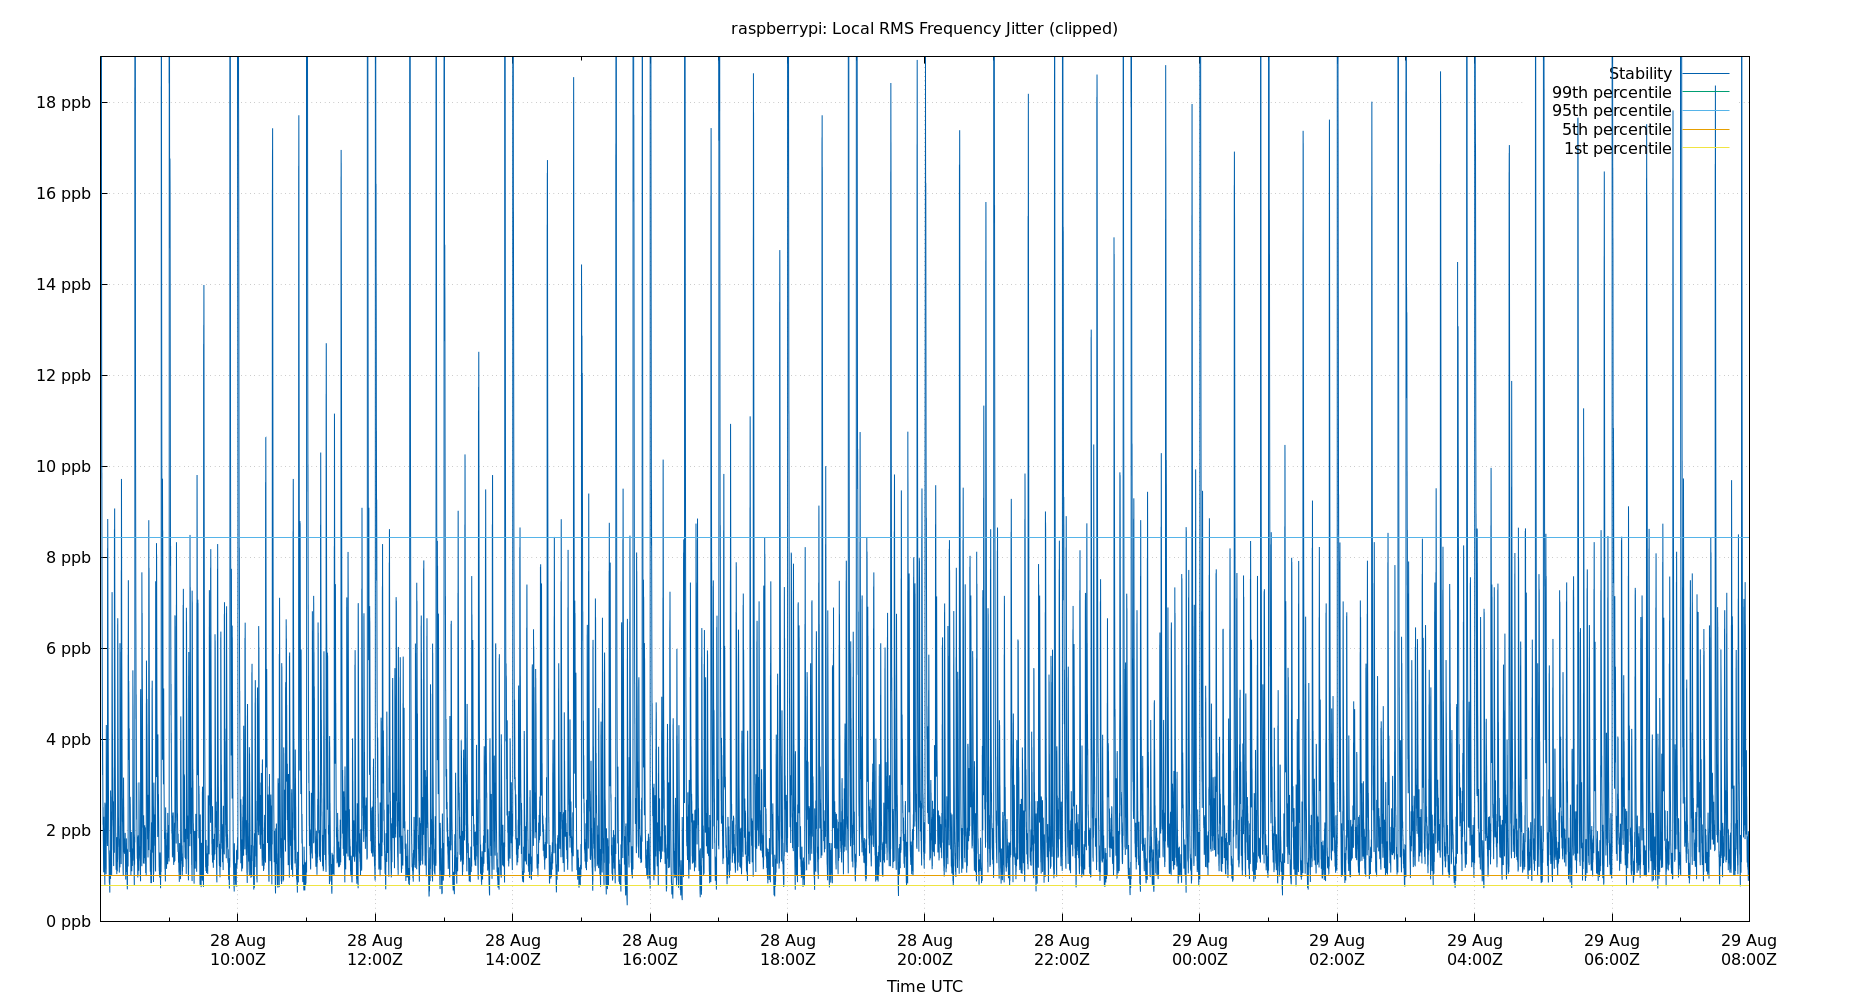 raspberrypi: Local RMS Frequency Jitter (clipped)
Stability
99th percentile
95th percentile
5th percentile
1st percentile
18 ppb
16 ppb
14 ppb
12 ppb
10 ppb
8 ppb
6 ppb
4 ppb
2 ppb
0 ppb
28 Aug 28 Aug 28 Aug 28 Aug 28 Aug 28 Aug 28 Aug 29 Aug 29 Aug 29 Aug 29 Aug 29 Aug
10:00Z 12:00Z 14:00Z 16:00Z 18:00Z 20:00Z 22:00Z 00:00Z 02:00Z 04:00Z 06:00Z 08:00Z
Time UTC